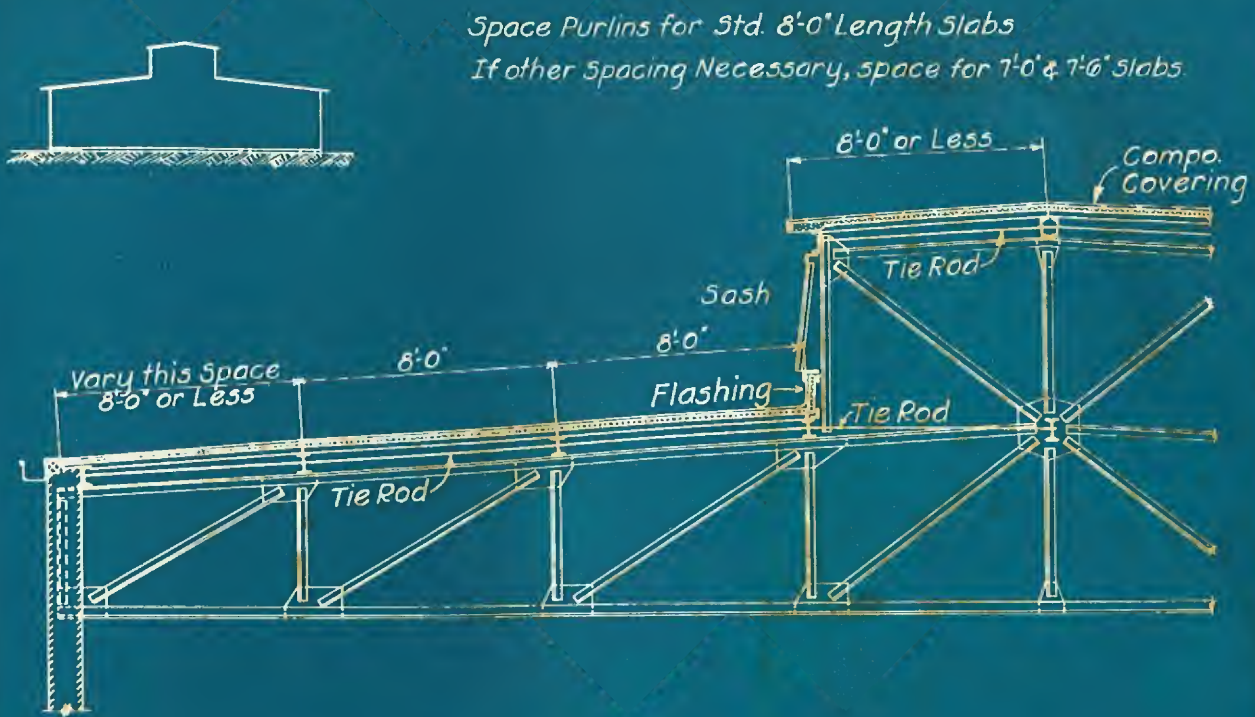 Space Purlins for Std. 8'-0" Length Slabs
If other Spacing Necessary, space for 7'-0" & 7'-6" Slabs
8'-0" or Less
Compo.
Covering
Tie Rod
Sash
8'-0"
8'-0"
Vary this Space
8'-0" or Less
Flashing
Tie Rod
Tie Rod